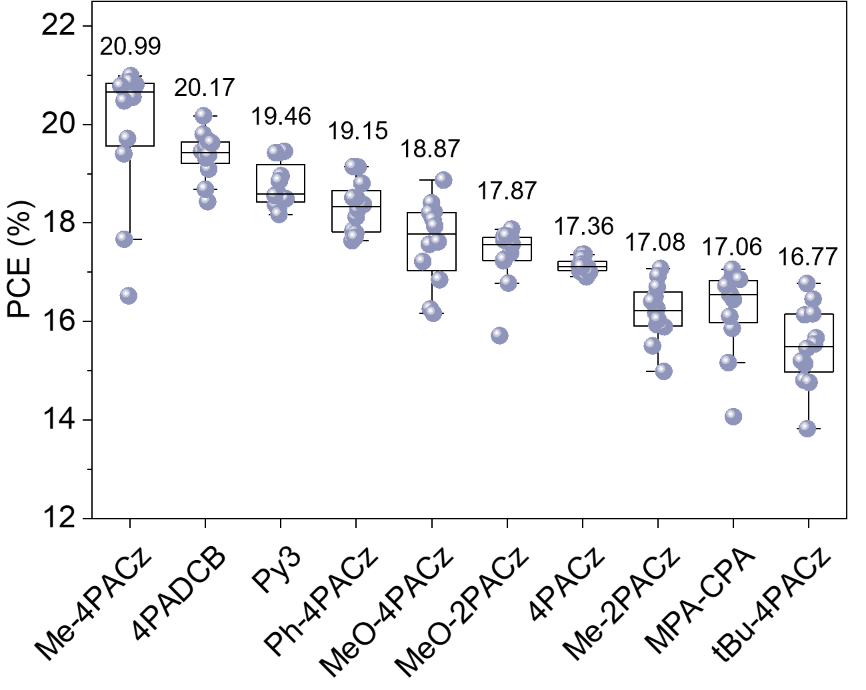 22
20
18
16
14
12
PCE (%)
20.99
20.17
19.46
19.15
18.87
17.87
17.36
17.08
17.06
16.77
Me-4PACz
4PADCB
Py3
Ph-4PACz
MeO-4PACz
MeO-2PACz
4PACz
Me-2PACz
MPA-CPA
tBu-4PACz